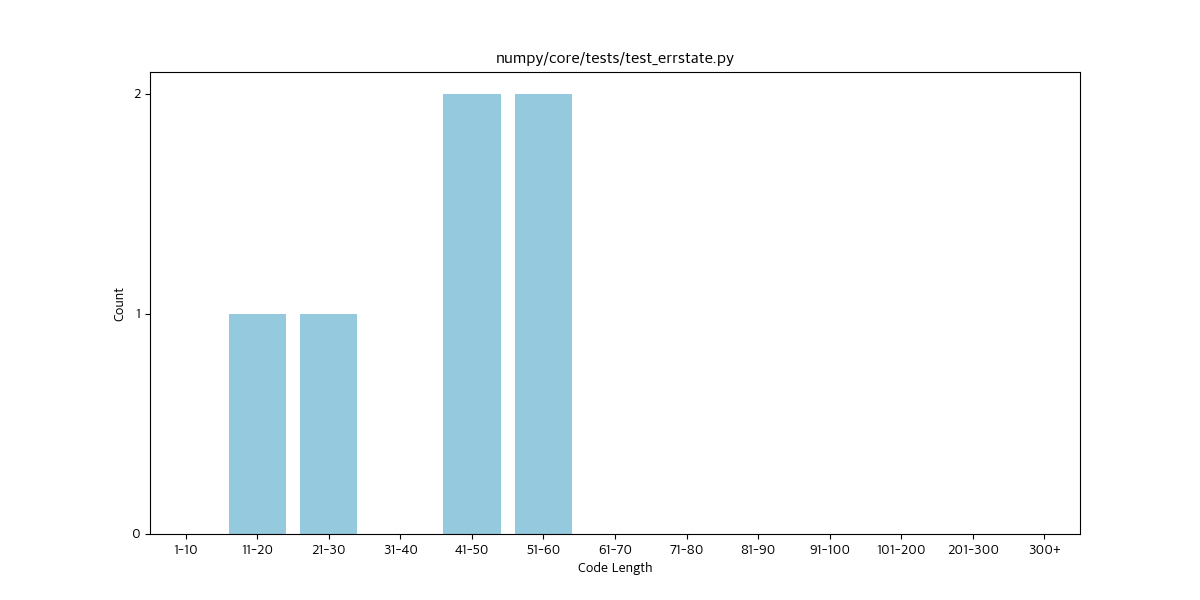 numpy/core/tests/test_errstate.py
Count
2
1
0
1-10 11-20 21-30 31-40 41-50 51-60 61-70 71-80 81-90 91-100 101-200 201-300 300+
Code Length